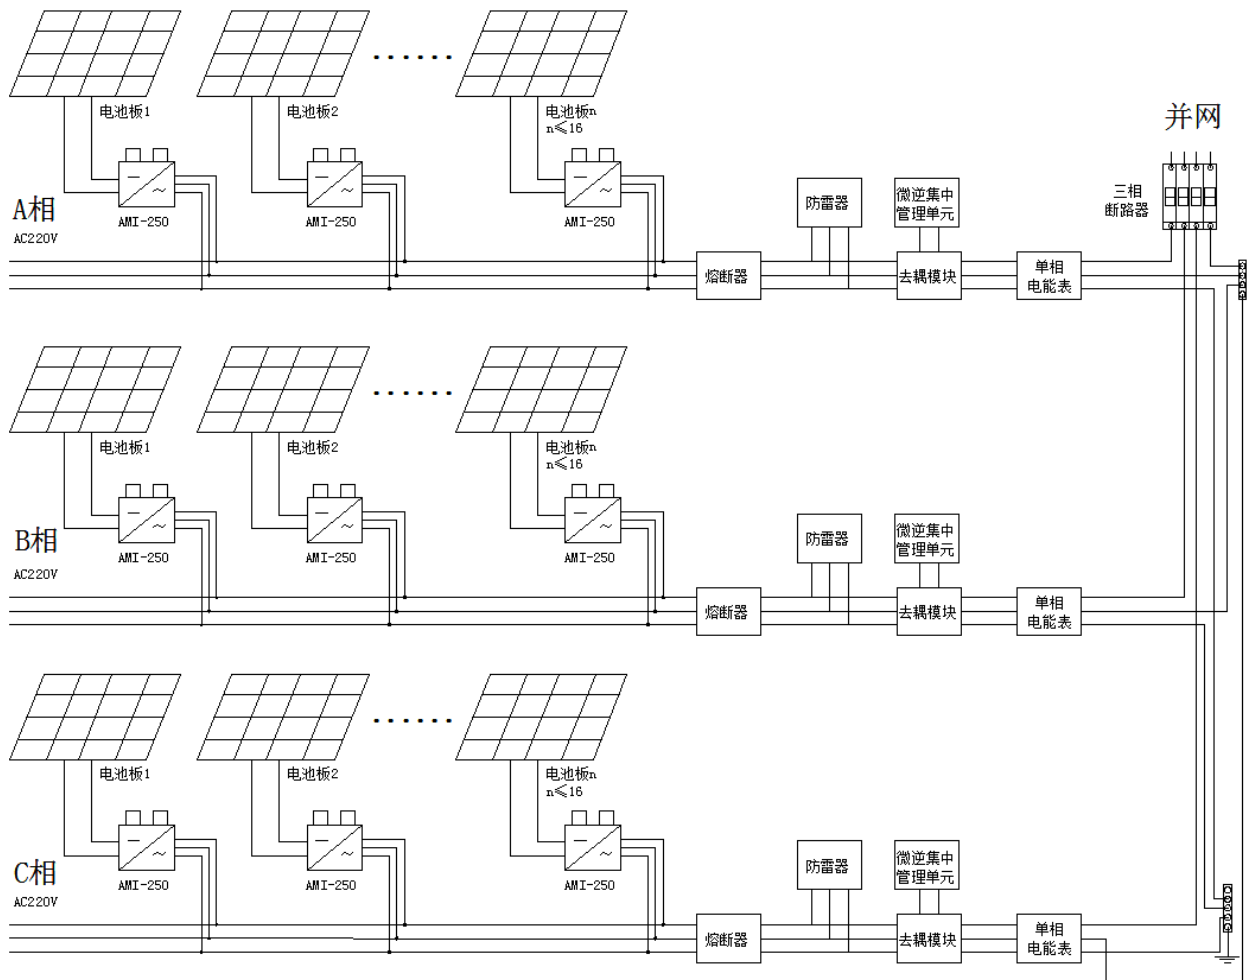 电池板1
电池板2
电池板n
n≤16
并网
A相
AC220V
AMI-250
AMI-250
AMI-250
防雷器
微逆集中
管理单元
三相
断路器
熔断器
去耦模块
单相
电能表
电池板1
电池板2
电池板n
n≤16
B相
AC220V
AMI-250
AMI-250
AMI-250
防雷器
微逆集中
管理单元
熔断器
去耦模块
单相
电能表
电池板1
电池板2
电池板n
n≤16
C相
AC220V
AMI-250
AMI-250
AMI-250
防雷器
微逆集中
管理单元
熔断器
去耦模块
单相
电能表